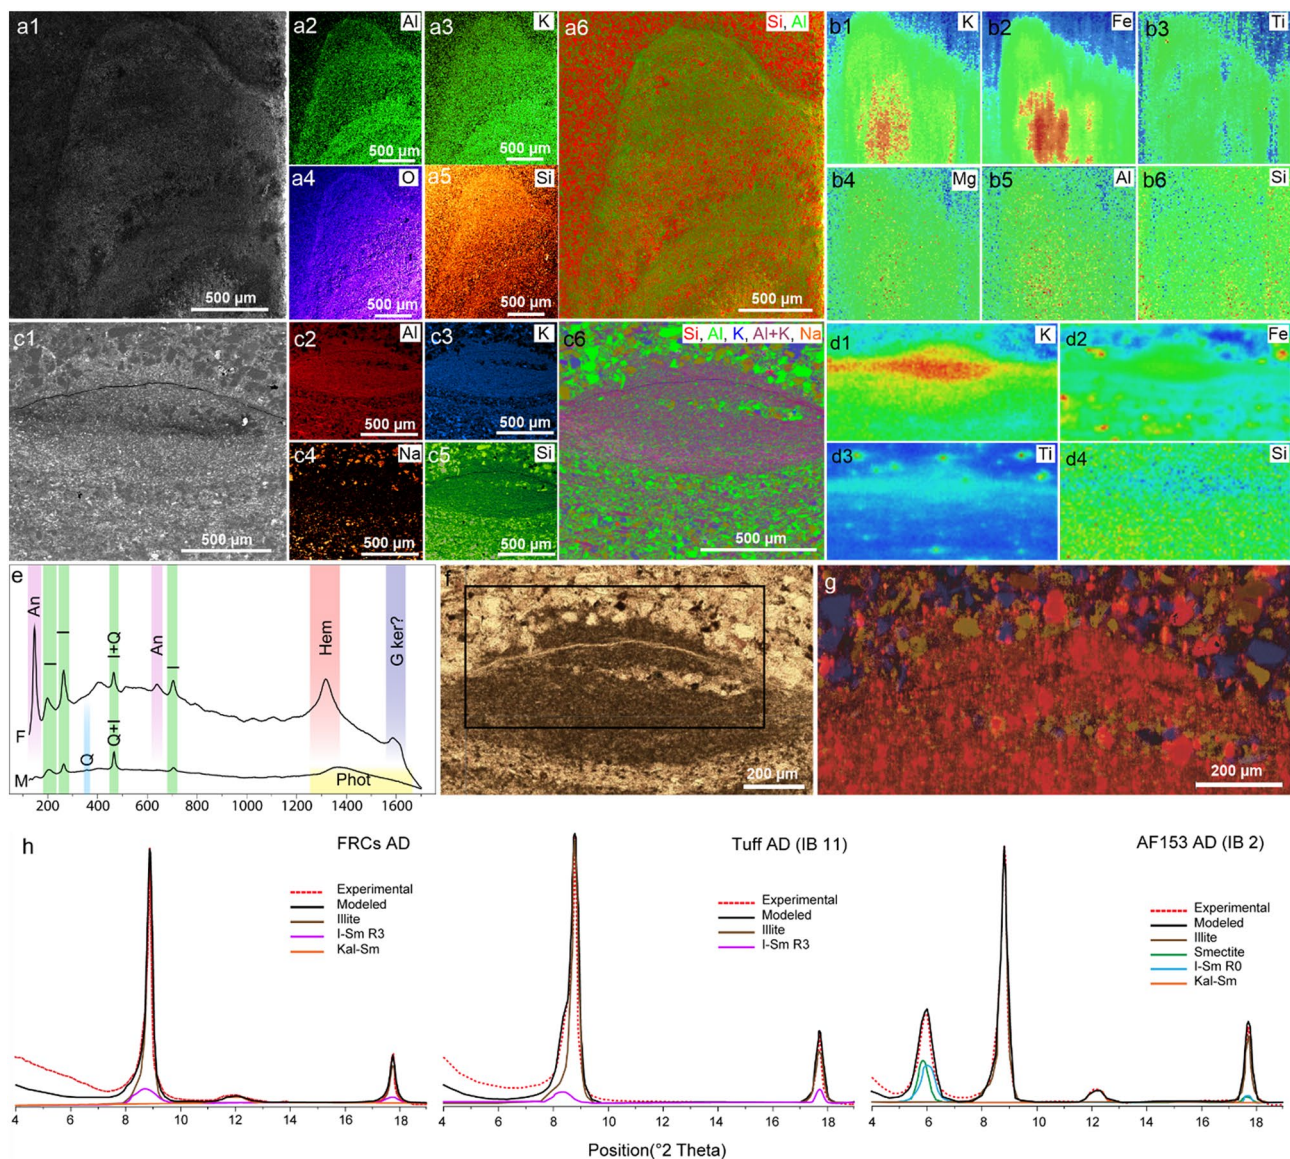 a1
500 µm
a2
Al
500 µm
a3
K
500 µm
a4
O
500 µm
a5
Si
500 µm
a6
Si, Al
500 µm
b1
K
b2
Fe
b3
Ti
b4
Mg
b5
Al
b6
Si
c1
500 µm
c2
Al
500 µm
c3
K
500 µm
c4
Na
500 µm
c5
Si
500 µm
c6
Si, Al, K, Al+K, Na
500 µm
d1
K
d2
Fe
d3
Ti
d4
Si
e
An
I
I
I+Q
An
I
Hem
G ker?
F
Q
Q+I
M
Phot
200 400 600 800 1000 1200 1400 1600
f
200 µm
g
200 µm
h
FRCs AD
Experimental
Modeled
Illite
I-Sm R3
Kal-Sm
4 6 8 10 12 14 16 18
Tuff AD (IB 11)
Experimental
Modeled
Illite
I-Sm R3
4 6 8 10 12 14 16 18
AF153 AD (IB 2)
Experimental
Modeled
Illite
Smectite
I-Sm R0
Kal-Sm
4 6 8 10 12 14 16 18
Position(°2 Theta)